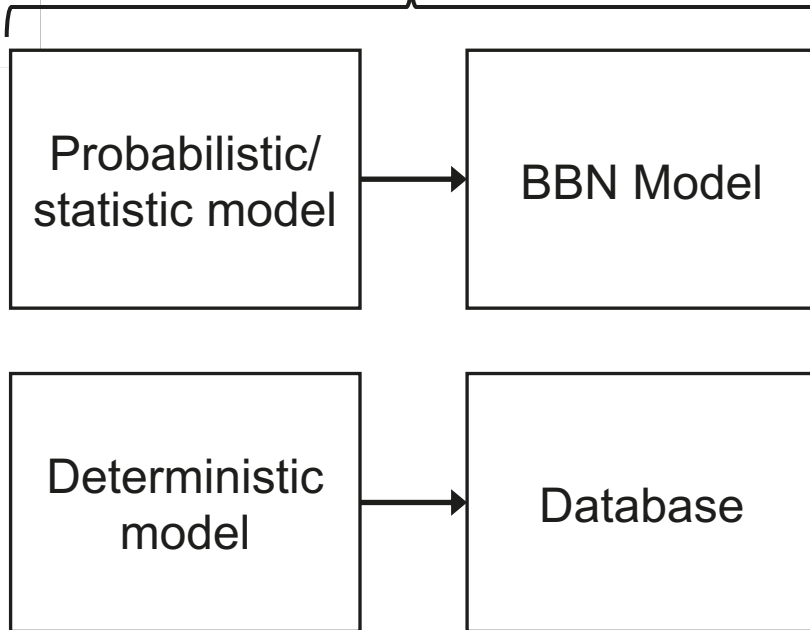 Probabilistic/
statistic model
BBN Model
Deterministic
model
Database